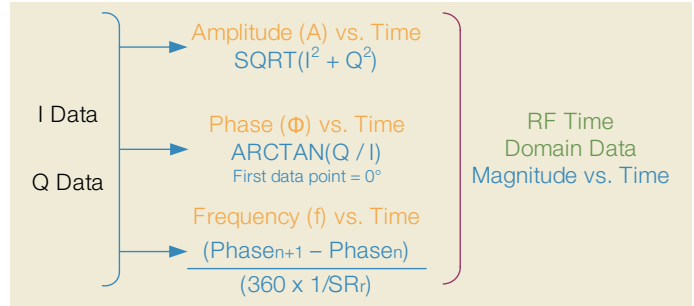 I Data
Q Data
Amplitude (A) vs. Time
SQRT(I² + Q²)
Phase (Φ) vs. Time
ARCTAN(Q / I)
First data point = 0°
Frequency (f) vs. Time
(Phaseₙ₊₁ – Phaseₙ)
(360 x 1/SRᵣ)
RF Time
Domain Data
Magnitude vs. Time